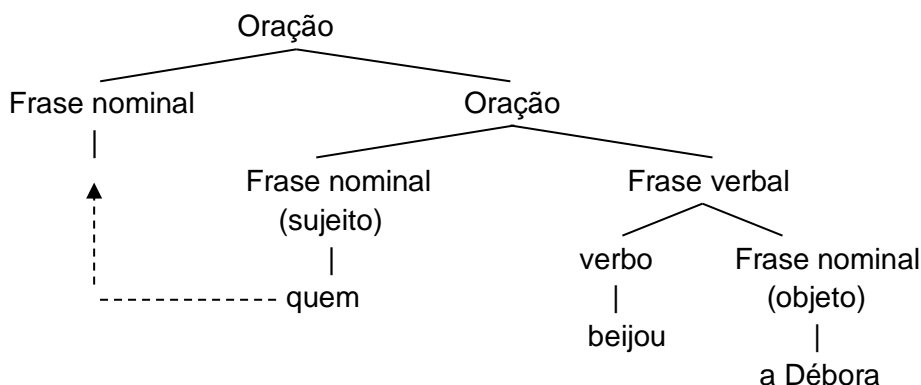 Oração
Frase nominal Oração
Frase nominal Frase verbal
(sujeito)
verbo Frase nominal
quem (objeto)
beijou
a Débora